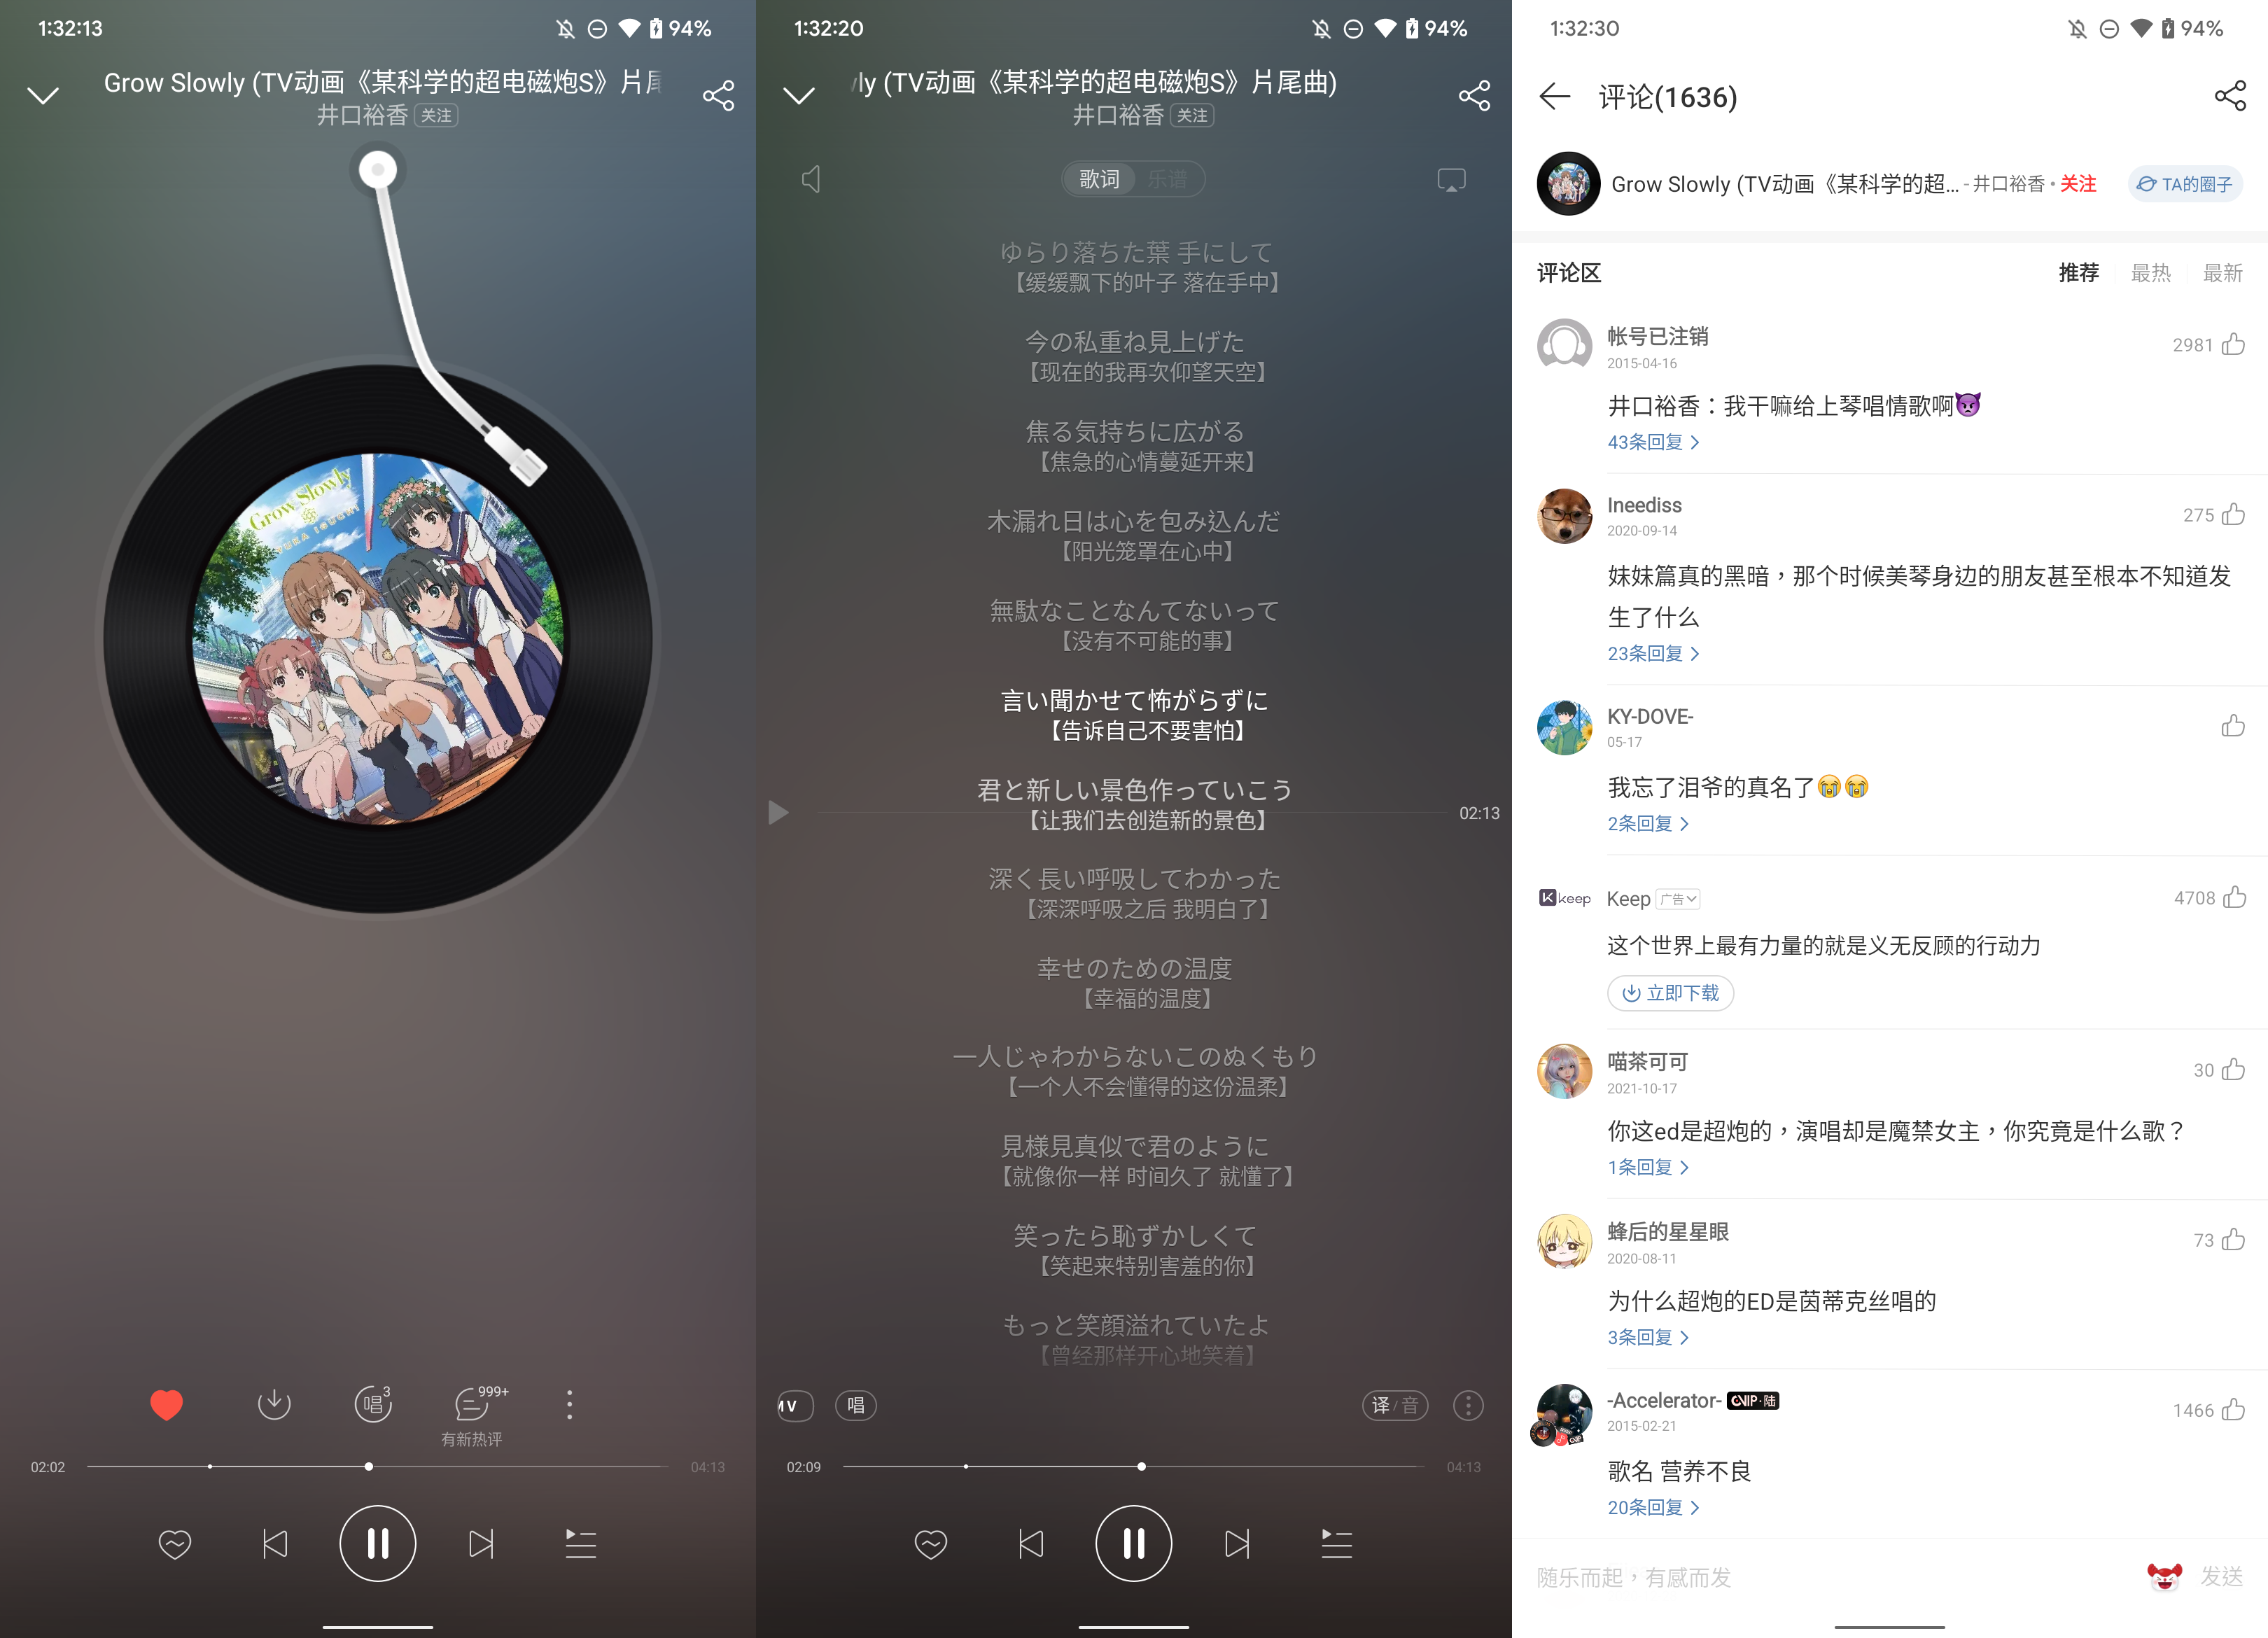 1:32:13
94%
Grow Slowly (TV动画《某科学的超电磁炮S》片尾
井口裕香 关注
Grow Slowly
YUKA IGUCHI
唱 3
999+
有新热评
02:02
04:13
1:32:20
94%
ly (TV动画《某科学的超电磁炮S》片尾曲)
井口裕香 关注
歌词 乐谱
ゆらり落ちた葉 手にして
【缓缓飘下的叶子 落在手中】
今の私重ね見上げた
【现在的我再次仰望天空】
焦る気持ちに広がる
【焦急的心情蔓延开来】
木漏れ日は心を包み込んだ
【阳光笼罩在心中】
無駄なことなんてないって
【没有不可能的事】
言い聞かせて怖がらずに
【告诉自己不要害怕】
君と新しい景色作っていこう
【让我们去创造新的景色】
02:13
深く長い呼吸してわかった
【深深呼吸之后 我明白了】
幸せのための温度
【幸福的温度】
一人じゃわからないこのぬくもり
【一个人不会懂得的这份温柔】
見様見真似で君のように
【就像你一样 时间久了 就懂了】
笑ったら恥ずかしくて
【笑起来特别害羞的你】
もっと笑顔溢れていたよ
【曾经那样开心地笑着】
MV 唱 译/音
02:09
04:13
1:32:30
94%
评论(1636)
Grow Slowly (TV动画《某科学的超... - 井口裕香 • 关注
TA的圈子
评论区
推荐 最热 最新
帐号已注销
2015-04-16
2981
井口裕香：我干嘛给上琴唱情歌啊👿
43条回复 >
Ineediss
2020-09-14
275
妹妹篇真的黑暗，那个时候美琴身边的朋友甚至根本不知道发
生了什么
23条回复 >
KY-DOVE-
05-17
我忘了泪爷的真名了😭😭
2条回复 >
keep
Keep 广告
4708
这个世界上最有力量的就是义无反顾的行动力
立即下载
喵茶可可
2021-10-17
30
你这ed是超炮的，演唱却是魔禁女主，你究竟是什么歌？
1条回复 >
蜂后的星星眼
2020-08-11
73
为什么超炮的ED是茵蒂克丝唱的
3条回复 >
-Accelerator- CVIP·陆
2015-02-21
1466
歌名 营养不良
20条回复 >
随乐而起，有感而发
发送